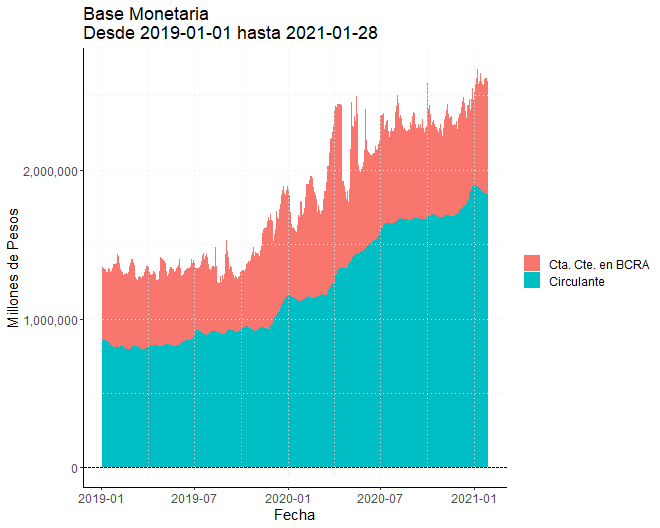 Base Monetaria
Desde 2019-01-01 hasta 2021-01-28
Millones de Pesos
2,000,000
1,000,000
0
2019-01
2019-07
2020-01
2020-07
2021-01
Fecha
Cta. Cte. en BCRA
Circulante